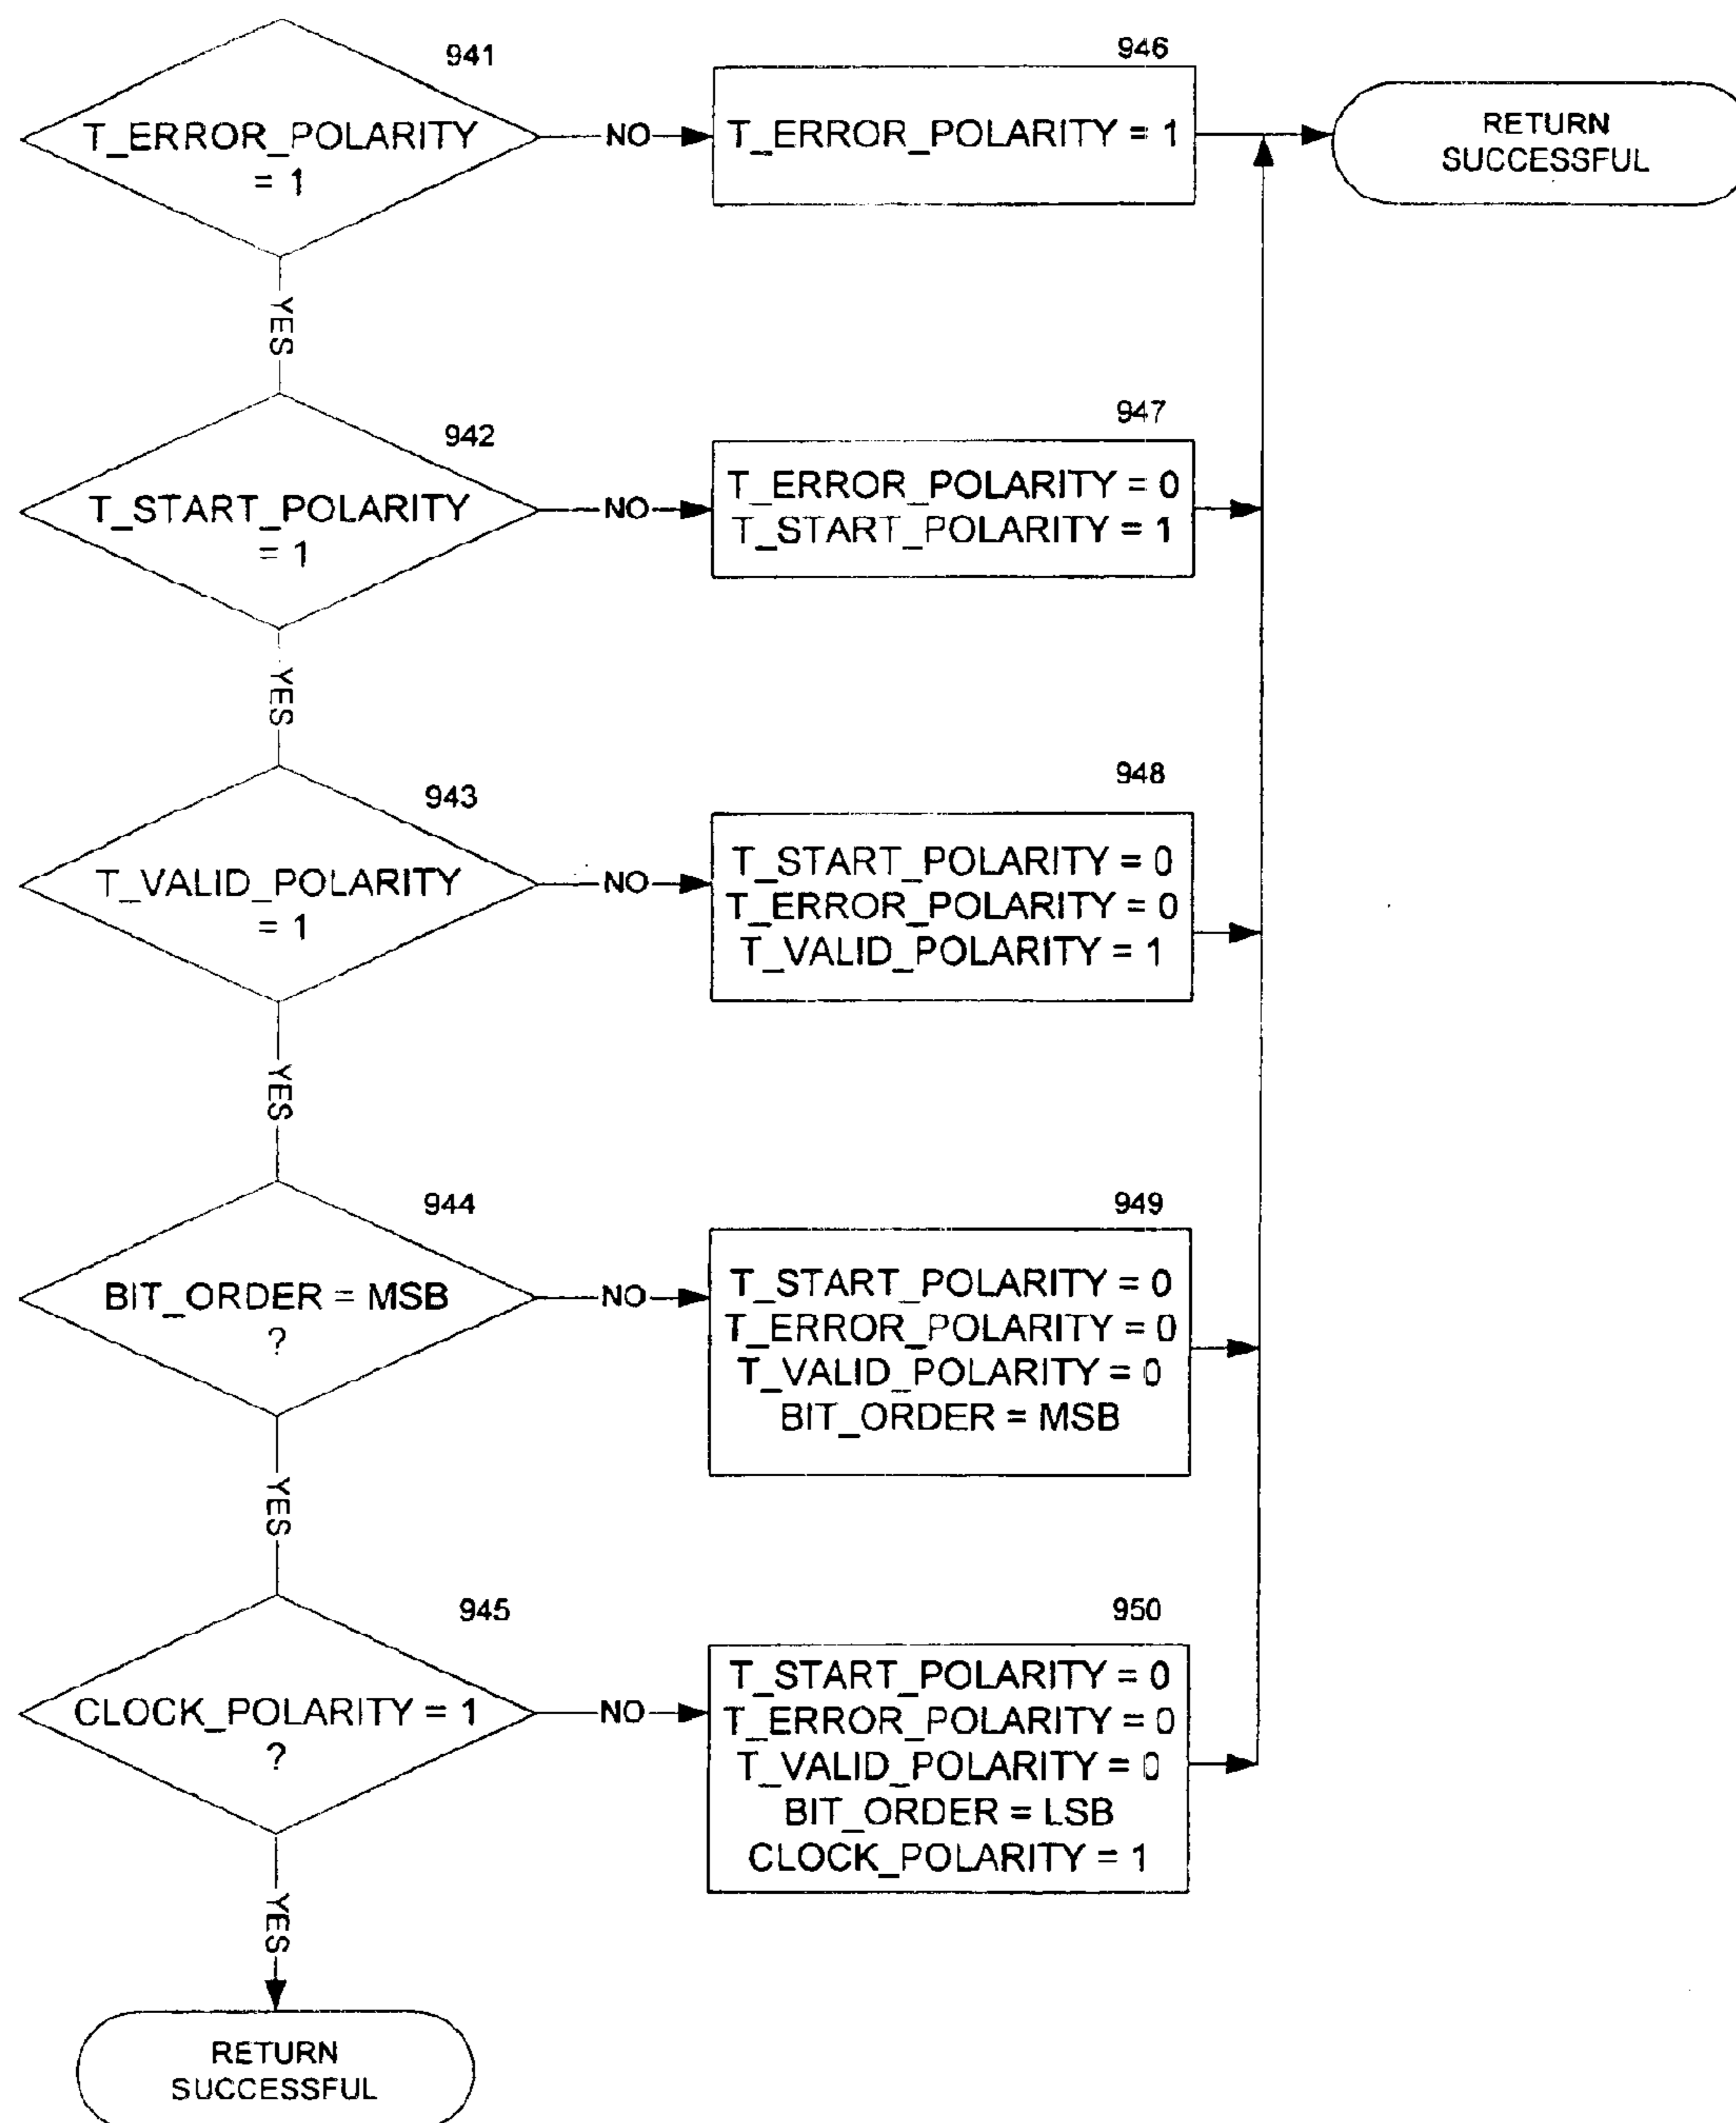 941
T_ERROR_POLARITY
= 1
NO
946
T_ERROR_POLARITY = 1
RETURN
SUCCESSFUL
YES
942
T_START_POLARITY
= 1
NO
947
T_ERROR_POLARITY = 0
T_START_POLARITY = 1
YES
943
T_VALID_POLARITY
= 1
NO
948
T_START_POLARITY = 0
T_ERROR_POLARITY = 0
T_VALID_POLARITY = 1
YES
944
BIT_ORDER = MSB
?
NO
949
T_START_POLARITY = 0
T_ERROR_POLARITY = 0
T_VALID_POLARITY = 0
BIT_ORDER = MSB
YES
945
CLOCK_POLARITY = 1
?
NO
950
T_START_POLARITY = 0
T_ERROR_POLARITY = 0
T_VALID_POLARITY = 0
BIT_ORDER = LSB
CLOCK_POLARITY = 1
YES
RETURN
SUCCESSFUL